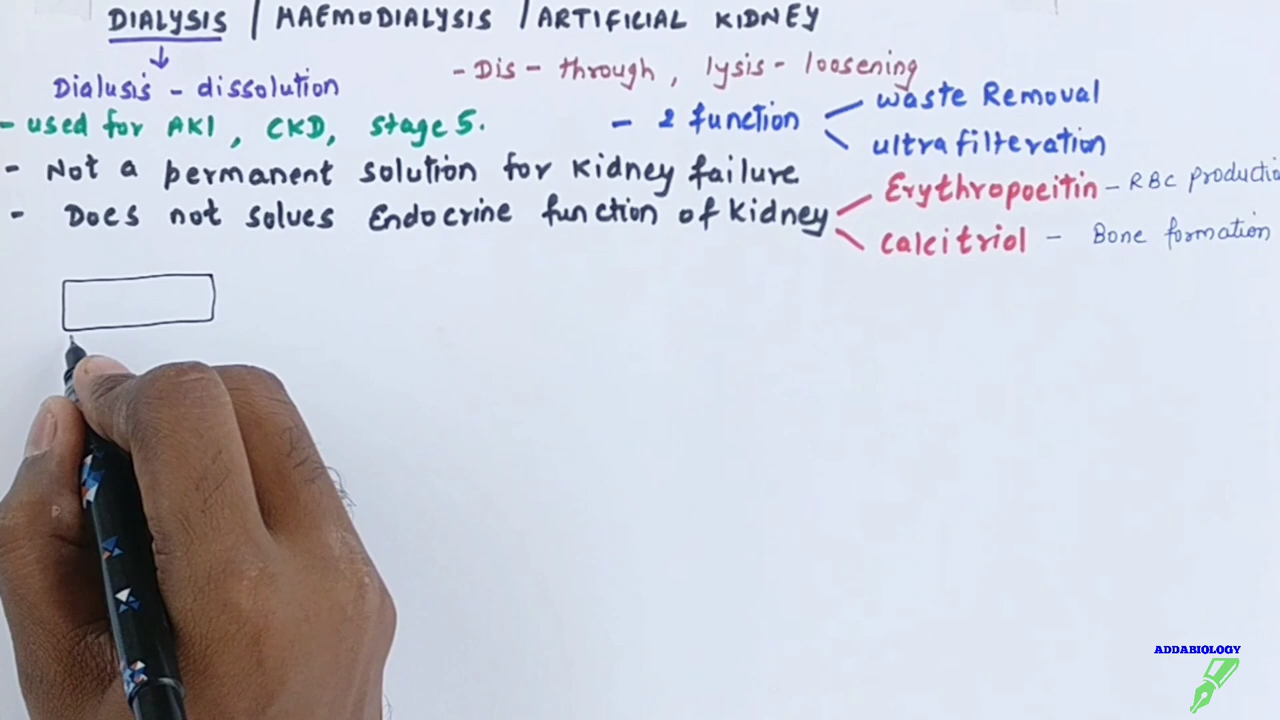 DIALYSIS / HAEMODIALYSIS / ARTIFICIAL KIDNEY
Dialusis - dissolution
- Dis - through, lysis - loosening
- used for AKI, CKD, stage 5.
- 2 function
waste Removal
ultrafilteration
- Not a permanent solution for Kidney failure
- Does not solves Endocrine function of Kidney
Erythropoeitin - RBC productio
Calcitriol - Bone formation
ADDABIOLOGY